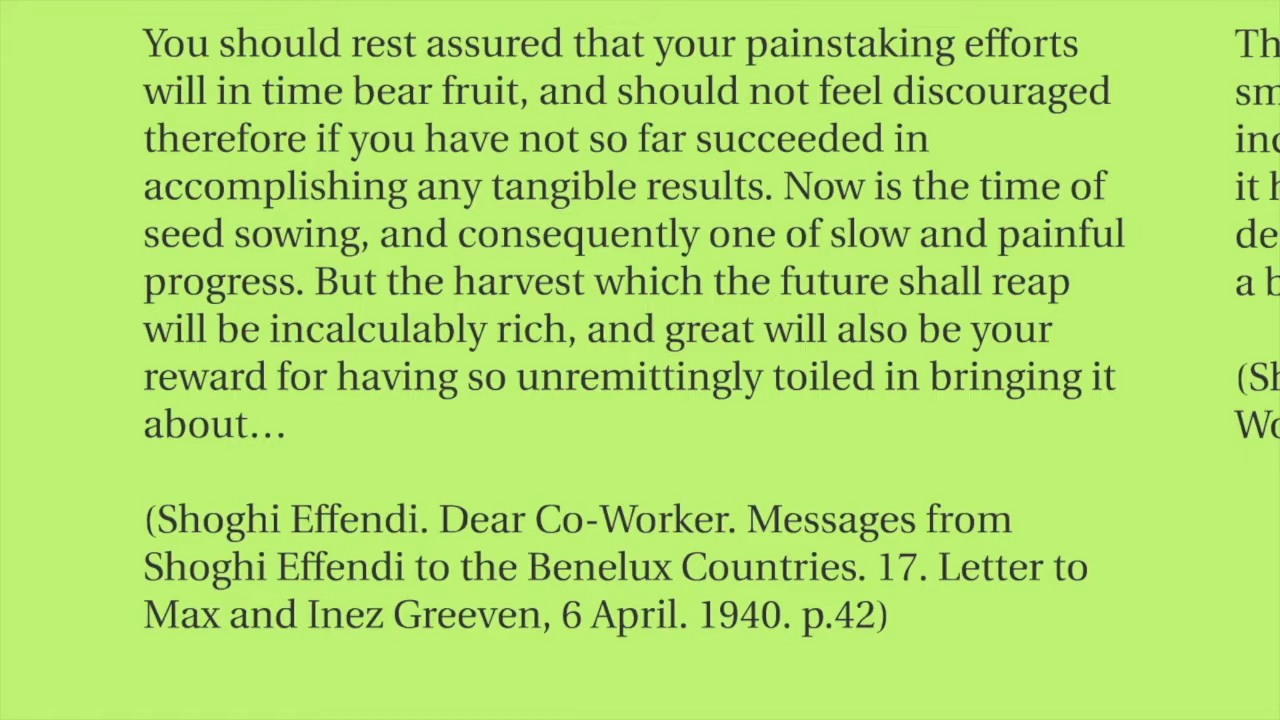 You should rest assured that your painstaking efforts
will in time bear fruit, and should not feel discouraged
therefore if you have not so far succeeded in
accomplishing any tangible results. Now is the time of
seed sowing, and consequently one of slow and painful
progress. But the harvest which the future shall reap
will be incalculably rich, and great will also be your
reward for having so unremittingly toiled in bringing it
about…
(Shoghi Effendi. Dear Co-Worker. Messages from
Shoghi Effendi to the Benelux Countries. 17. Letter to
Max and Inez Greeven, 6 April. 1940. p.42)
it
a